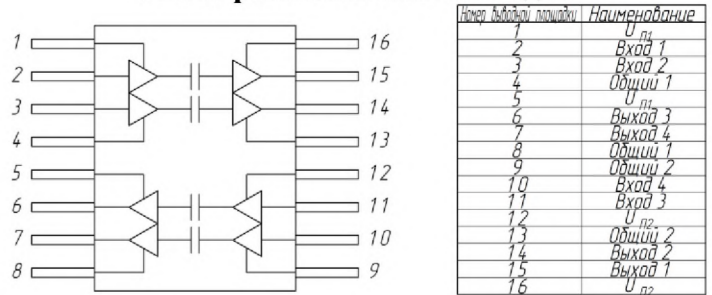 1
2
3
4
5
6
7
8
16
15
14
13
12
11
10
9
Номер выводной площадки Наименование
1 U п1
2 Вход 1
3 Вход 2
4 Общий 1
5 U п1
6 Выход 3
7 Выход 4
8 Общий 1
9 Общий 2
10 Вход 4
11 Вход 3
12 U п2
13 Общий 2
14 Выход 2
15 Выход 1
16 U п2